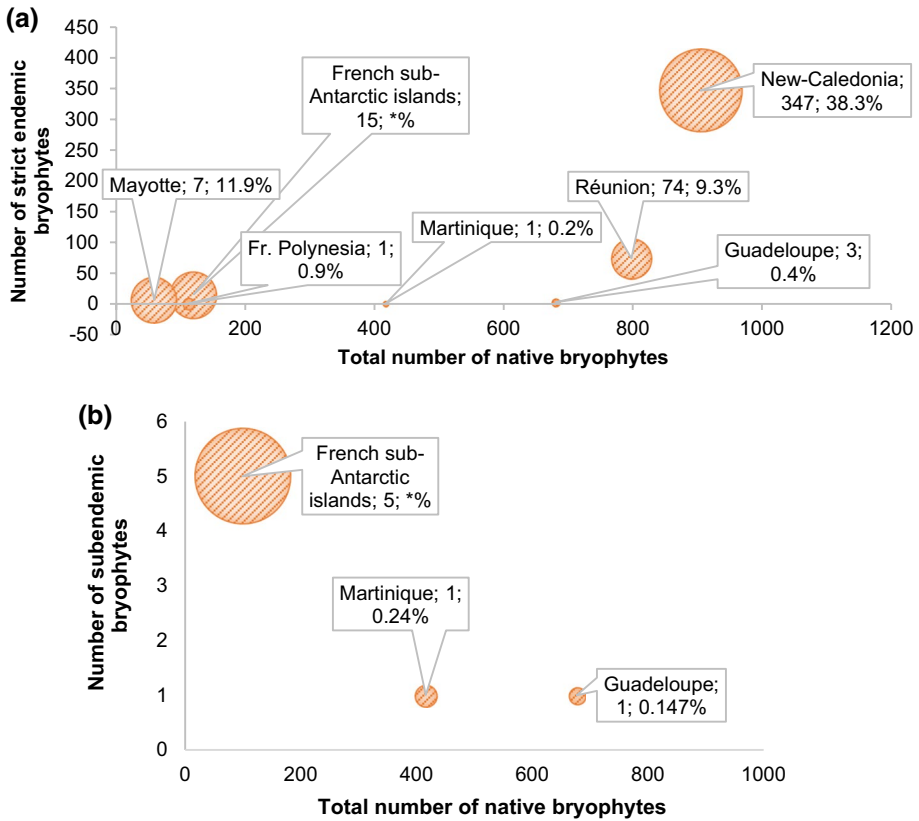 (a)
450
400
350
300
250
200
150
100
50
0
-50
Number of strict endemic
bryophytes
French sub-
Antarctic islands;
15; *%
New-Caledonia;
347; 38.3%
Mayotte; 7; 11.9%
Réunion; 74; 9.3%
Fr. Polynesia; 1;
0.9%
Martinique; 1; 0.2%
Guadeloupe; 3;
0.4%
0 200 400 600 800 1000 1200
Total number of native bryophytes
(b)
6
5
4
3
2
1
0
Number of subendemic
bryophytes
French sub-
Antarctic
islands; 5; *%
Martinique; 1;
0.24%
Guadeloupe;
1; 0.147%
0 200 400 600 800 1000
Total number of native bryophytes